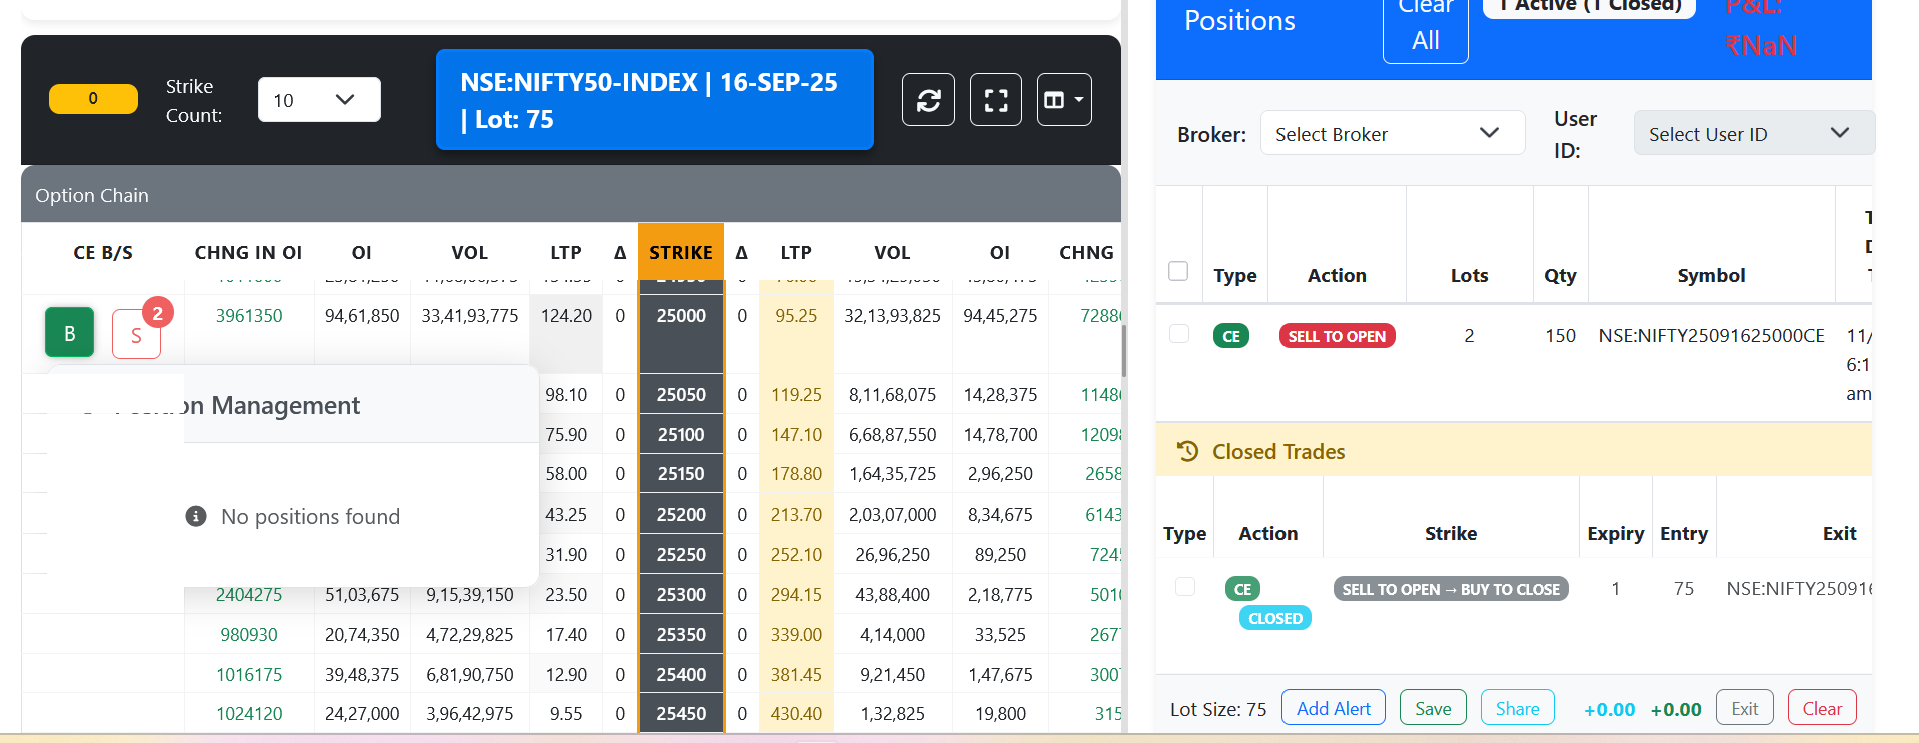 0
Strike
Count:
10
NSE:NIFTY50-INDEX | 16-SEP-25
| Lot: 75
Option Chain
CE B/S CHNG IN OI OI VOL LTP Δ STRIKE Δ LTP VOL OI CHNG
B S 2 3961350 94,61,850 33,41,93,775 124.20 0 25000 0 95.25 32,13,93,825 94,45,275 7288
Position Management
98.10 0 25050 0 119.25 8,11,68,075 14,28,375 1148
75.90 0 25100 0 147.10 6,68,87,550 14,78,700 1209
No positions found
58.00 0 25150 0 178.80 1,64,35,725 2,96,250 2658
43.25 0 25200 0 213.70 2,03,07,000 8,34,675 6143
31.90 0 25250 0 252.10 26,96,250 89,250 724
2404275 51,03,675 9,15,39,150 23.50 0 25300 0 294.15 43,88,400 2,18,775 501
980930 20,74,350 4,72,29,825 17.40 0 25350 0 339.00 4,14,000 33,525 267
1016175 39,48,375 6,81,90,750 12.90 0 25400 0 381.45 9,21,450 1,47,675 300
1024120 24,27,000 3,96,42,975 9.55 0 25450 0 430.40 1,32,825 19,800 315
Positions
Clear
All
1 Active (1 Closed)
P&L:
₹NaN
Broker: Select Broker
User
ID:
Select User ID
Type Action Lots Qty Symbol
CE SELL TO OPEN 2 150 NSE:NIFTY25091625000CE 11/
6:1
am
Closed Trades
Type Action Strike Expiry Entry Exit
CE SELL TO OPEN → BUY TO CLOSE 1 75 NSE:NIFTY25091
CLOSED
Lot Size: 75 Add Alert Save Share +0.00 +0.00 Exit Clear